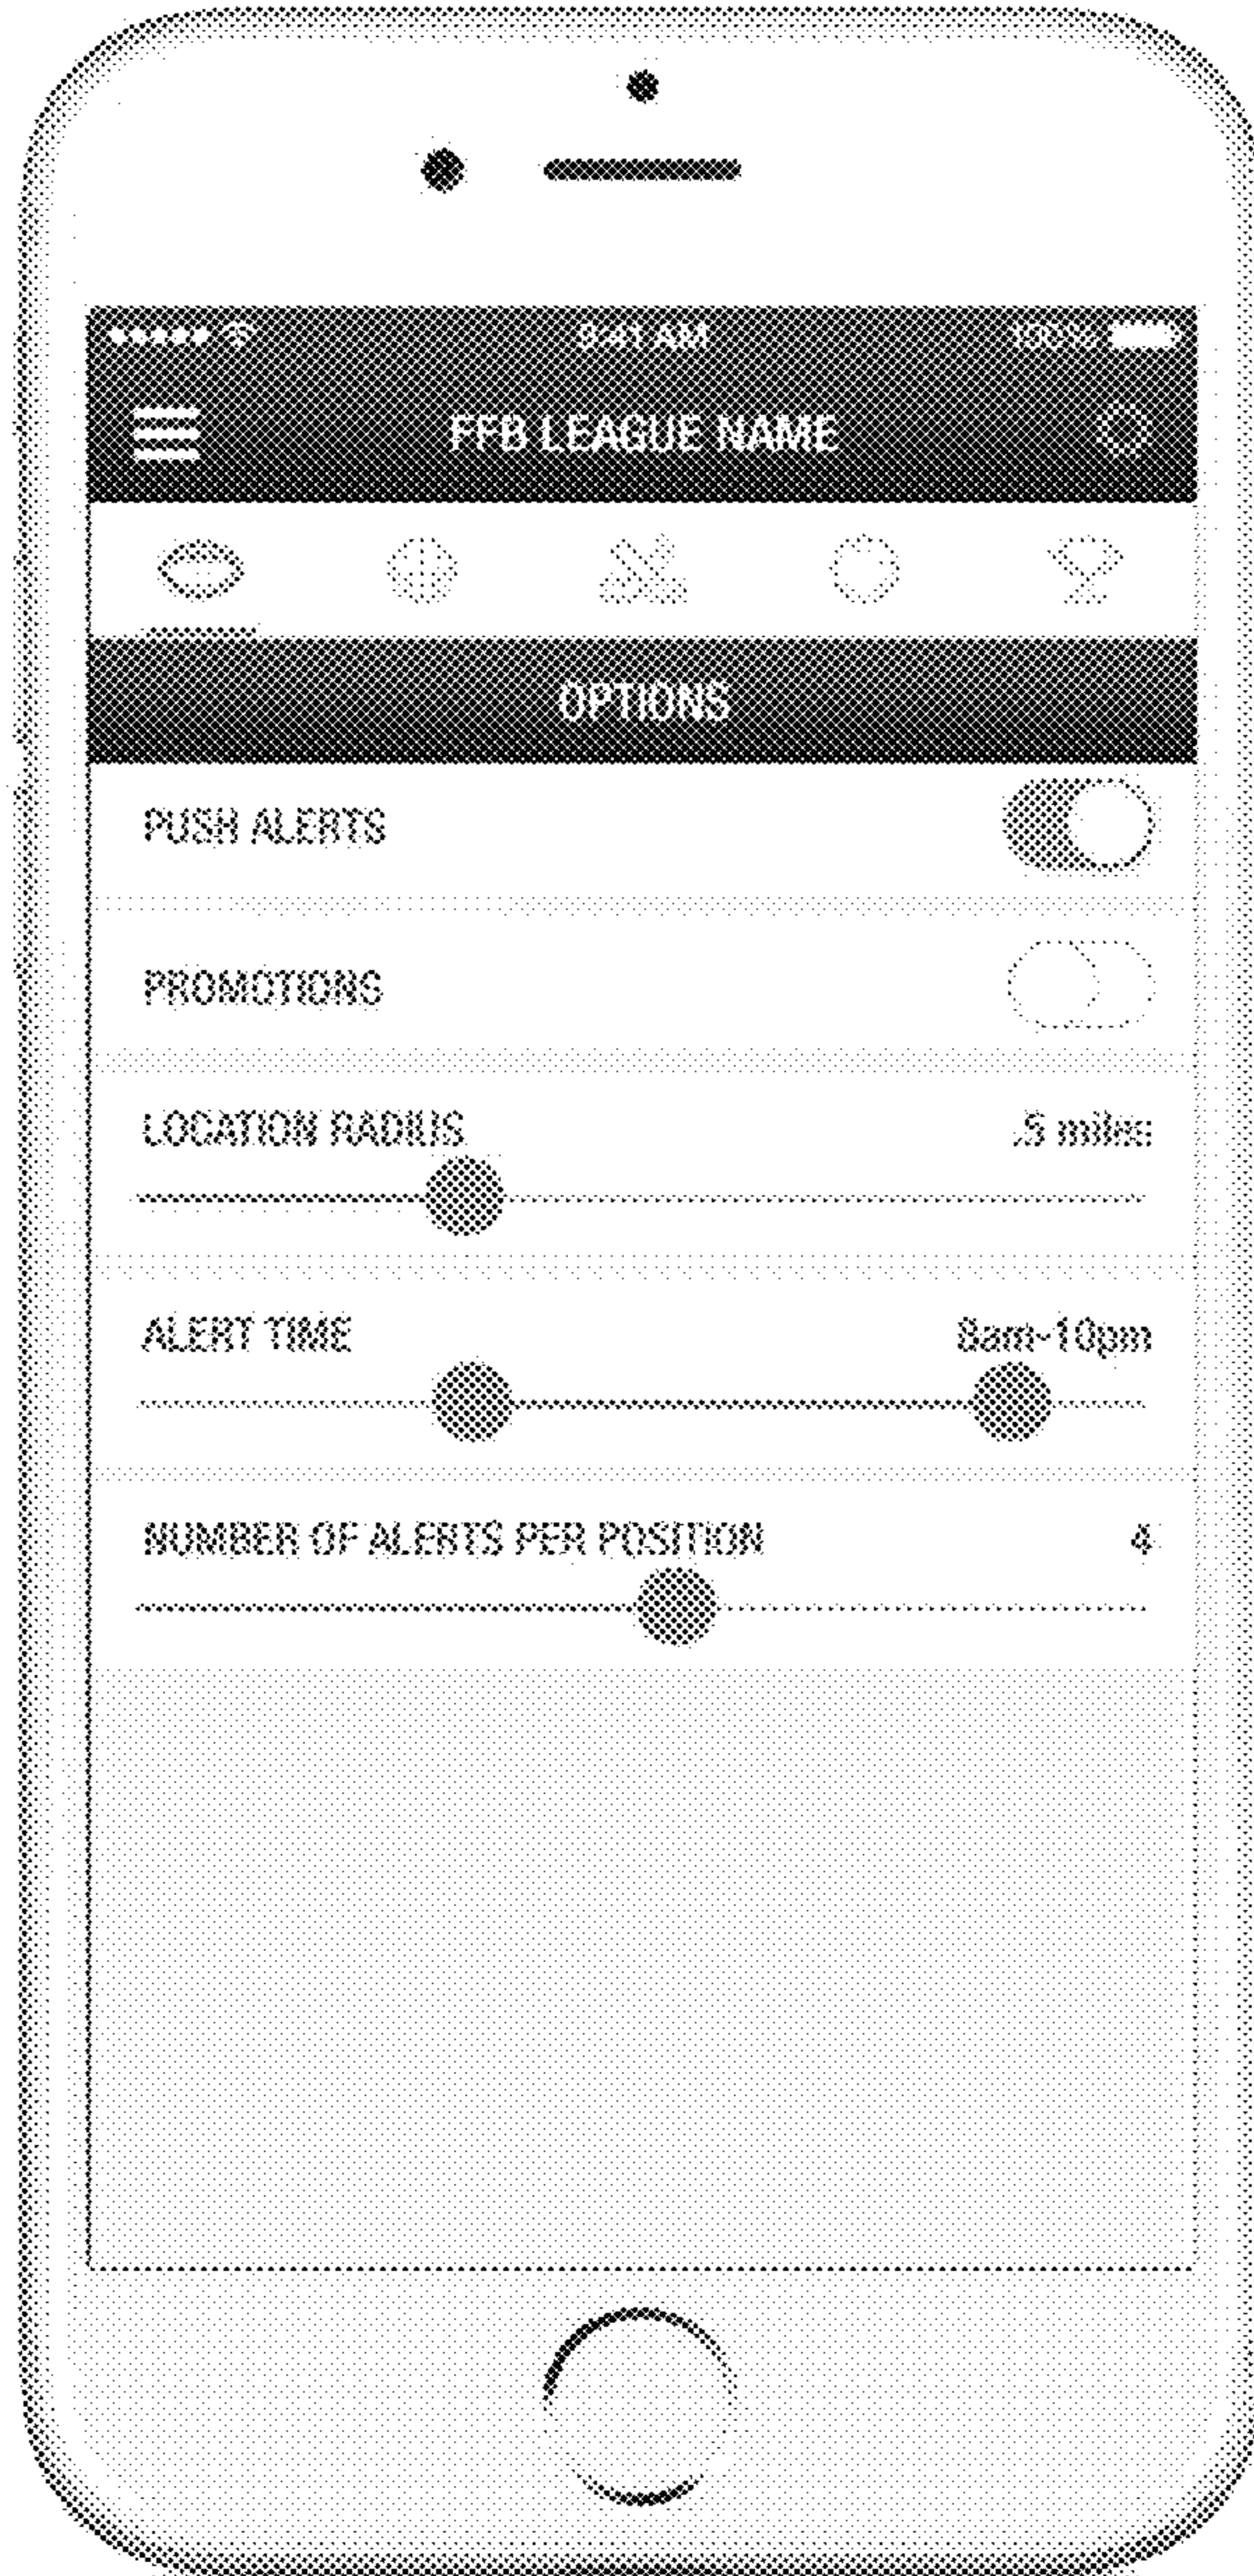 9:41 AM 100%
FFB LEAGUE NAME
OPTIONS
PUSH ALERTS
PROMOTIONS
LOCATION RADIUS .5 miles
ALERT TIME 8am-10pm
NUMBER OF ALERTS PER POSITION 4